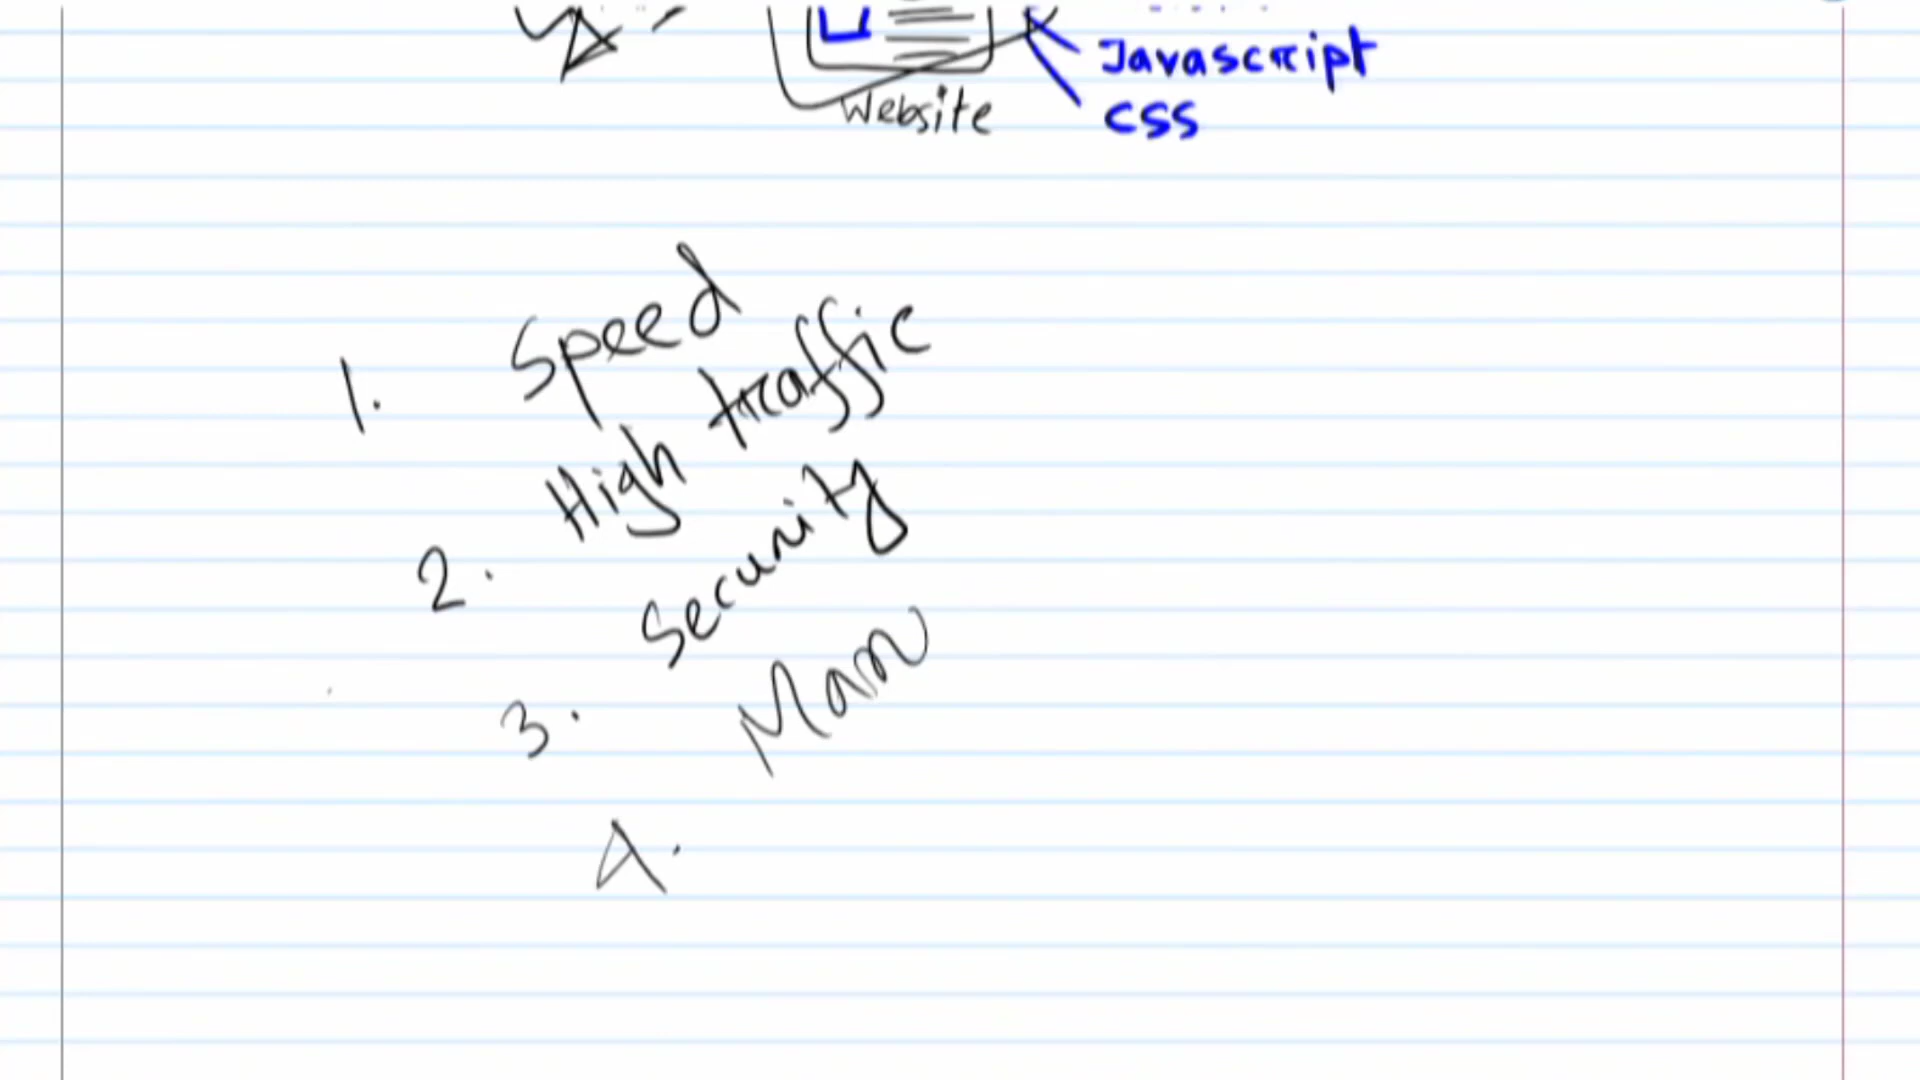 Javascript
Website
CSS
1. Speed
2. High traffic
3. Security
4.